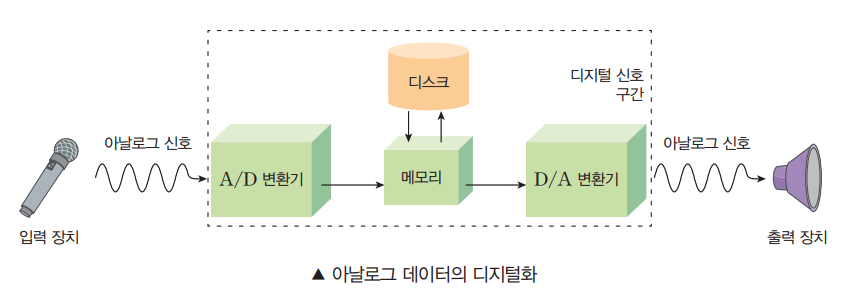 디스크
디지털 신호
구간
아날로그 신호
아날로그 신호
A/D 변환기
메모리
D/A 변환기
입력 장치
출력 장치
▲ 아날로그 데이터의 디지털화